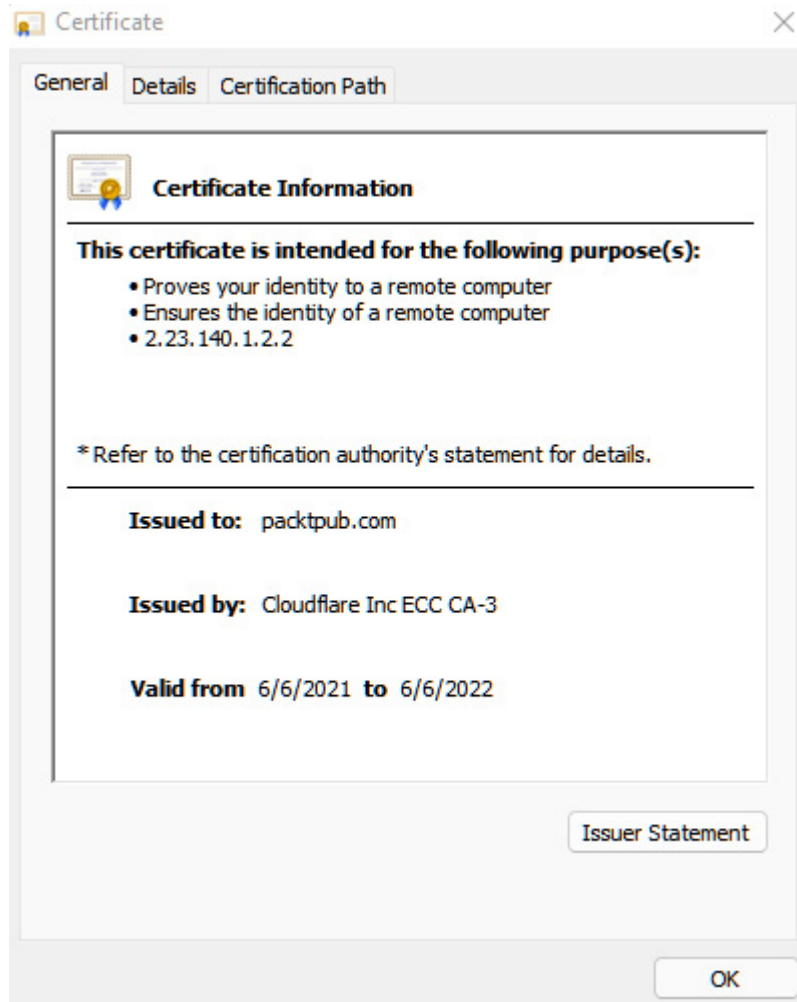 Certificate
General Details Certification Path
Certificate Information
This certificate is intended for the following purpose(s):
• Proves your identity to a remote computer
• Ensures the identity of a remote computer
• 2.23.140.1.2.2
* Refer to the certification authority's statement for details.
Issued to: packtpub.com
Issued by: Cloudflare Inc ECC CA-3
Valid from 6/6/2021 to 6/6/2022
Issuer Statement
OK